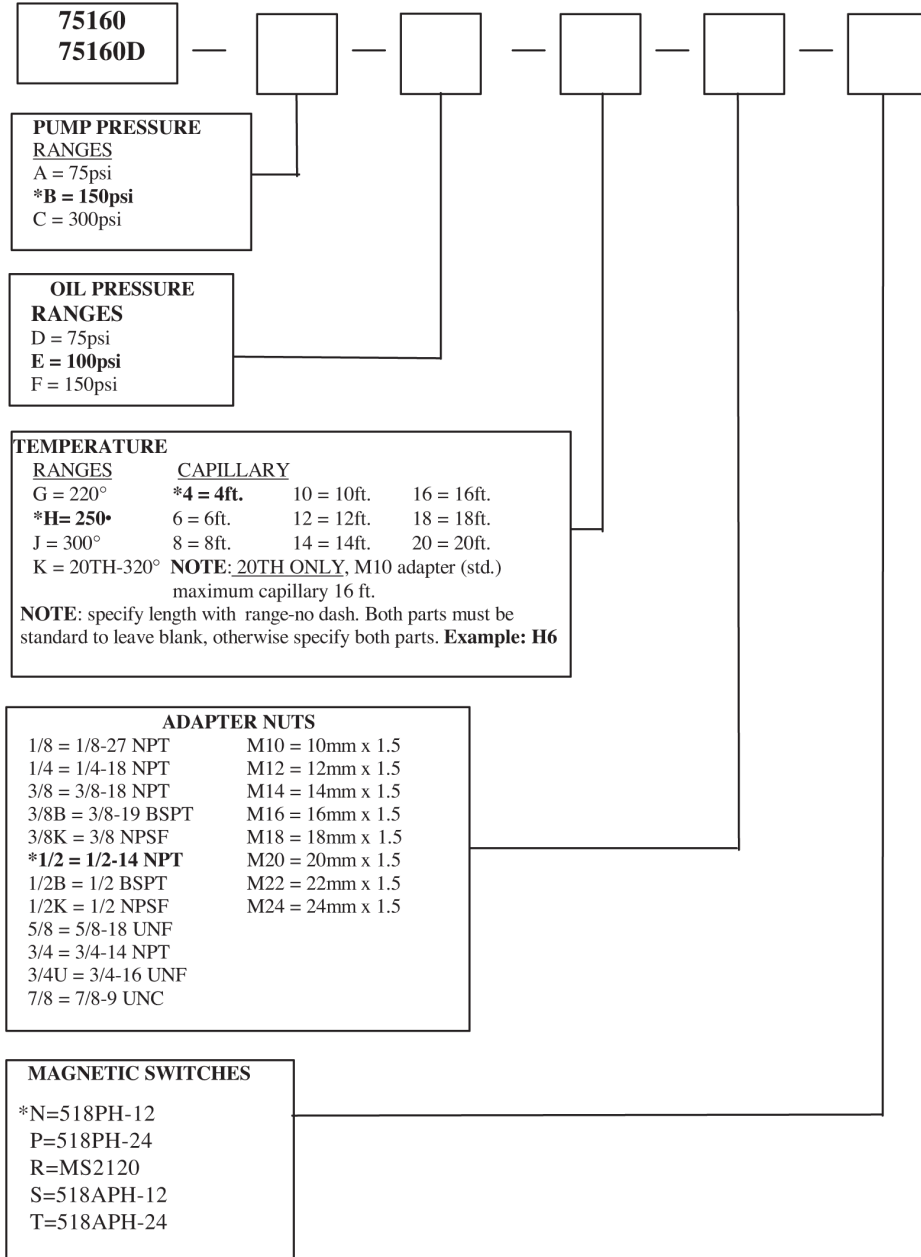 75160
75160D
PUMP PRESSURE
RANGES
A = 75psi
*B = 150psi
C = 300psi
OIL PRESSURE
RANGES
D = 75psi
E = 100psi
F = 150psi
TEMPERATURE
RANGES CAPILLARY
G = 220° *4 = 4ft. 10 = 10ft. 16 = 16ft.
*H= 250• 6 = 6ft. 12 = 12ft. 18 = 18ft.
J = 300° 8 = 8ft. 14 = 14ft. 20 = 20ft.
K = 20TH-320° NOTE: 20TH ONLY, M10 adapter (std.)
maximum capillary 16 ft.
NOTE: specify length with range-no dash. Both parts must be
standard to leave blank, otherwise specify both parts. Example: H6
ADAPTER NUTS
1/8 = 1/8-27 NPT M10 = 10mm x 1.5
1/4 = 1/4-18 NPT M12 = 12mm x 1.5
3/8 = 3/8-18 NPT M14 = 14mm x 1.5
3/8B = 3/8-19 BSPT M16 = 16mm x 1.5
3/8K = 3/8 NPSF M18 = 18mm x 1.5
*1/2 = 1/2-14 NPT M20 = 20mm x 1.5
1/2B = 1/2 BSPT M22 = 22mm x 1.5
1/2K = 1/2 NPSF M24 = 24mm x 1.5
5/8 = 5/8-18 UNF
3/4 = 3/4-14 NPT
3/4U = 3/4-16 UNF
7/8 = 7/8-9 UNC
MAGNETIC SWITCHES
*N=518PH-12
P=518PH-24
R=MS2120
S=518APH-12
T=518APH-24